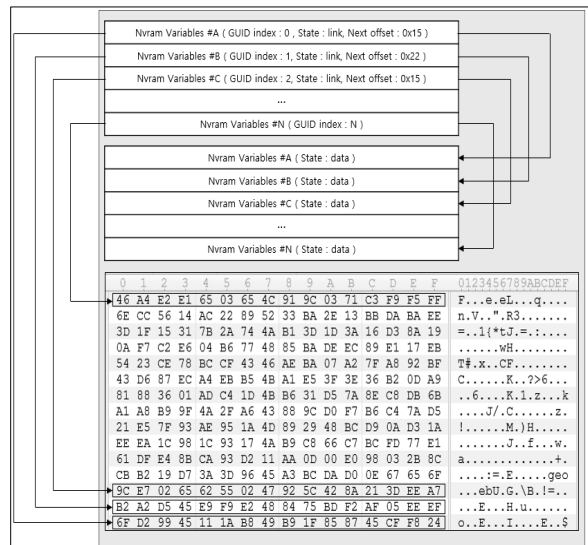 Nvram Variables #A ( GUID index : 0 , State : link, Next offset : 0x15 )
Nvram Variables #B ( GUID index : 1, State : link, Next offset : 0x22 )
Nvram Variables #C ( GUID index : 2, State : link, Next offset : 0x15 )
...
Nvram Variables #N ( GUID index : N )
Nvram Variables #A ( State : data )
Nvram Variables #B ( State : data )
Nvram Variables #C ( State : data )
...
Nvram Variables #N ( State : data )
0 1 2 3 4 5 6 7 8 9 A B C D E F 0123456789ABCDEF
46 A4 E2 E1 65 03 65 4C 91 9C 03 71 C3 F9 F5 FF F...e.eL...q....
6E CC 56 14 AC 22 89 52 33 BA 2E 13 BB DA BA EE n.V..".R3.......
3D 1F 15 31 7B 2A 74 4A B1 3D 1D 3A 16 D3 8A 19 =..1{*tJ.=.:....
0A F7 C2 E6 04 B6 77 48 85 BA DE EC 89 E1 17 EB ......wH........
54 23 CE 78 BC CF 43 46 AE BA 07 A2 7F A8 92 BF T#.x..CF........
43 D6 87 EC A4 EB B5 4B A1 E5 3F 3E 36 B2 0D A9 C......K..?>6...
81 88 36 01 AD C4 1D 4B B6 31 D5 7A 8E C8 DB 6B ..6....K.1.z...k
A1 A8 B9 9F 4A 2F A6 43 88 9C D0 F7 B6 C4 7A D5 ....J/.C......z.
21 E5 7F 93 AE 95 1A 4D 89 29 48 BC D9 0A D3 1A !......M.)H.....
EE EA 1C 98 1C 93 17 4A B9 C8 66 C7 BC FD 77 E1 .......J..f...w.
61 DF E4 8B CA 93 D2 11 AA 0D 00 E0 98 03 2B 8C a.............+.
CB B2 19 D7 3A 3D 96 45 A3 BC DA D0 0E 67 65 6F ....:=.E.....geo
9C E7 02 65 62 55 02 47 92 5C 42 8A 21 3D EE A7 ...ebU.G.\B.!=..
B2 A2 D5 45 E9 F9 E2 48 84 75 BD F2 AF 05 EE EF ...E...H.u......
6F D2 99 45 11 1A B8 49 B9 1F 85 87 45 CF F8 24 o..E...I....E..$